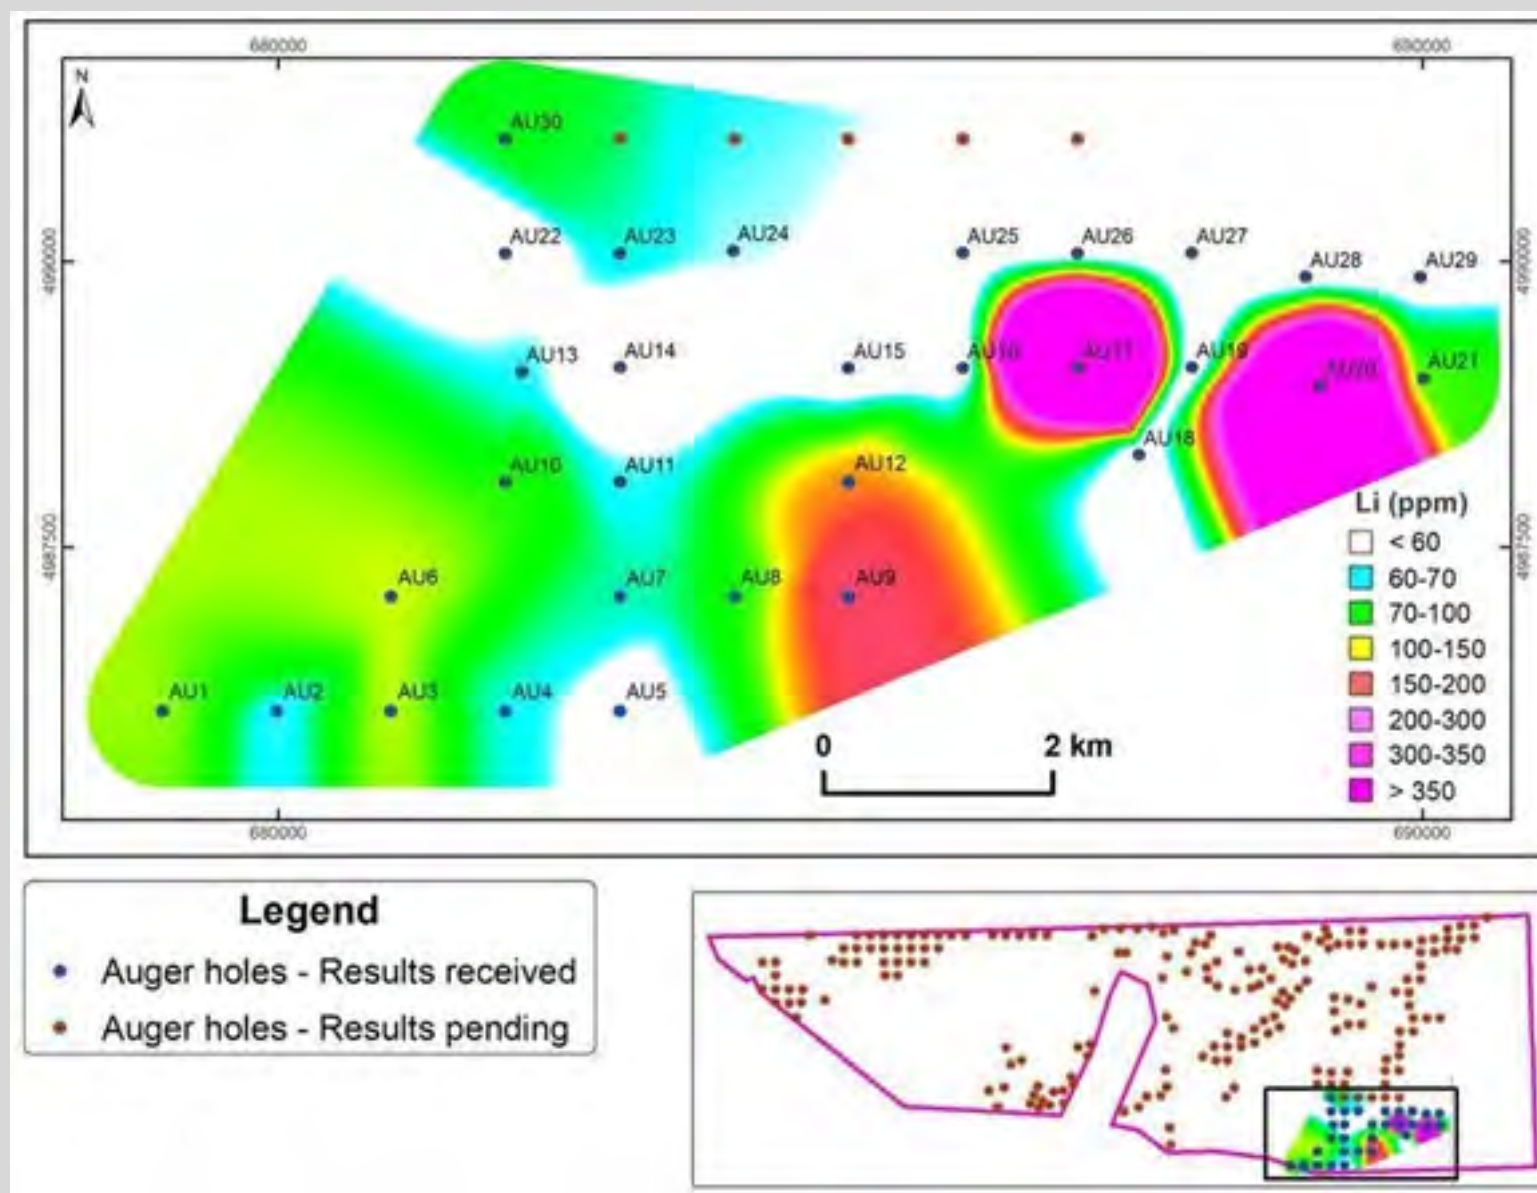 680000 690000
N
AU30
AU22 AU23 AU24 AU25 AU26 AU27
AU28 AU29
4990000 4990000
AU13 AU14 AU15 AU16 AU17 AU19
AU20 AU21
AU18
AU10 AU11 AU12
4987500 4987500
AU6 AU7 AU8 AU9
AU1 AU2 AU3 AU4 AU5
0 2 km
Li (ppm)
< 60
60-70
70-100
100-150
150-200
200-300
300-350
> 350
680000 690000
Legend
Auger holes - Results received
Auger holes - Results pending